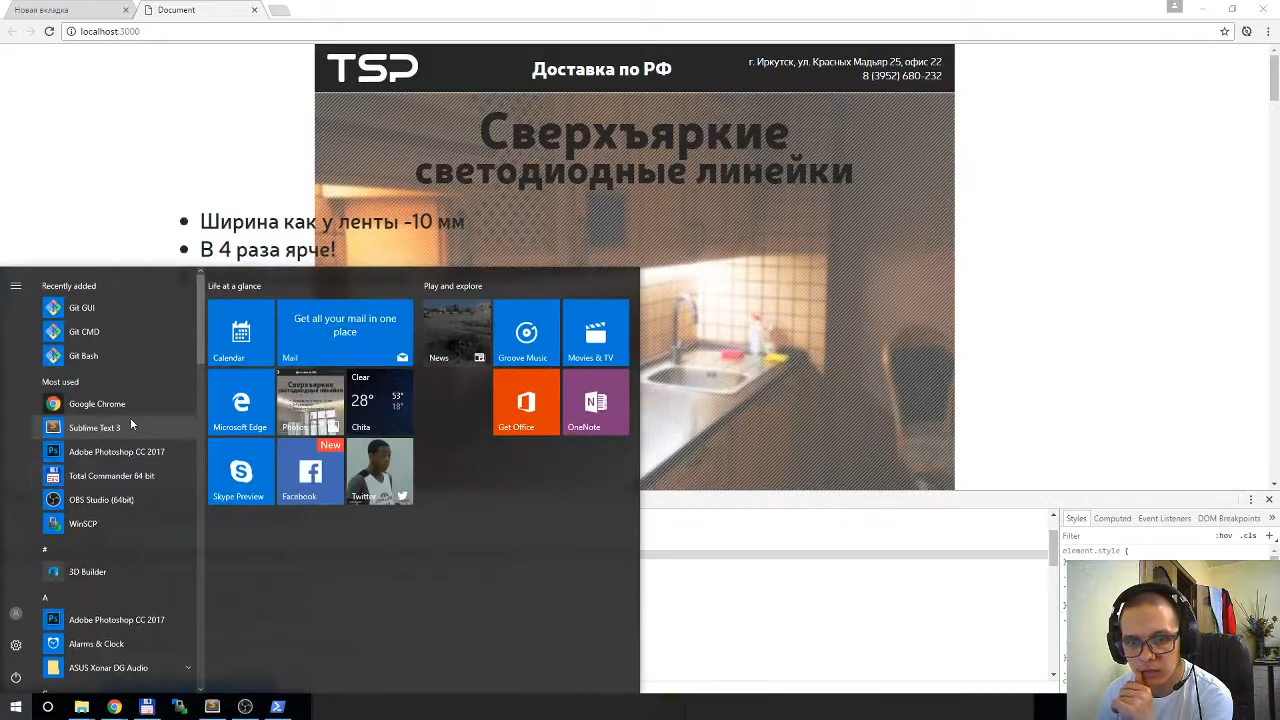 Новая вкладка
Document
localhost:3000
TSP
Доставка по РФ
г. Иркутск, ул. Красных Мадьяр 25, офис 22
8 (3952) 680-232
Сверхъяркие
светодиодные линейки
Ширина как у ленты -10 мм
В 4 раза ярче!
Recently added
Git GUI
Git CMD
Git Bash
Most used
Google Chrome
Sublime Text 3
Adobe Photoshop CC 2017
Total Commander 64 bit
OBS Studio (64bit)
WinSCP
#
3D Builder
A
Adobe Photoshop CC 2017
Alarms & Clock
ASUS Xonar DG Audio
Life at a glance
Calendar
Get all your mail in one
place
Mail
Microsoft Edge
Сверхъяркие
Photos
Clear
28°
53°
18°
Chita
Skype Preview
New
Facebook
Twitter
Play and explore
News
Groove Music
Movies & TV
Get Office
OneNote
Styles
Computed
Event Listeners
DOM Breakpoints
Filter
:hov
.cls
element.style {